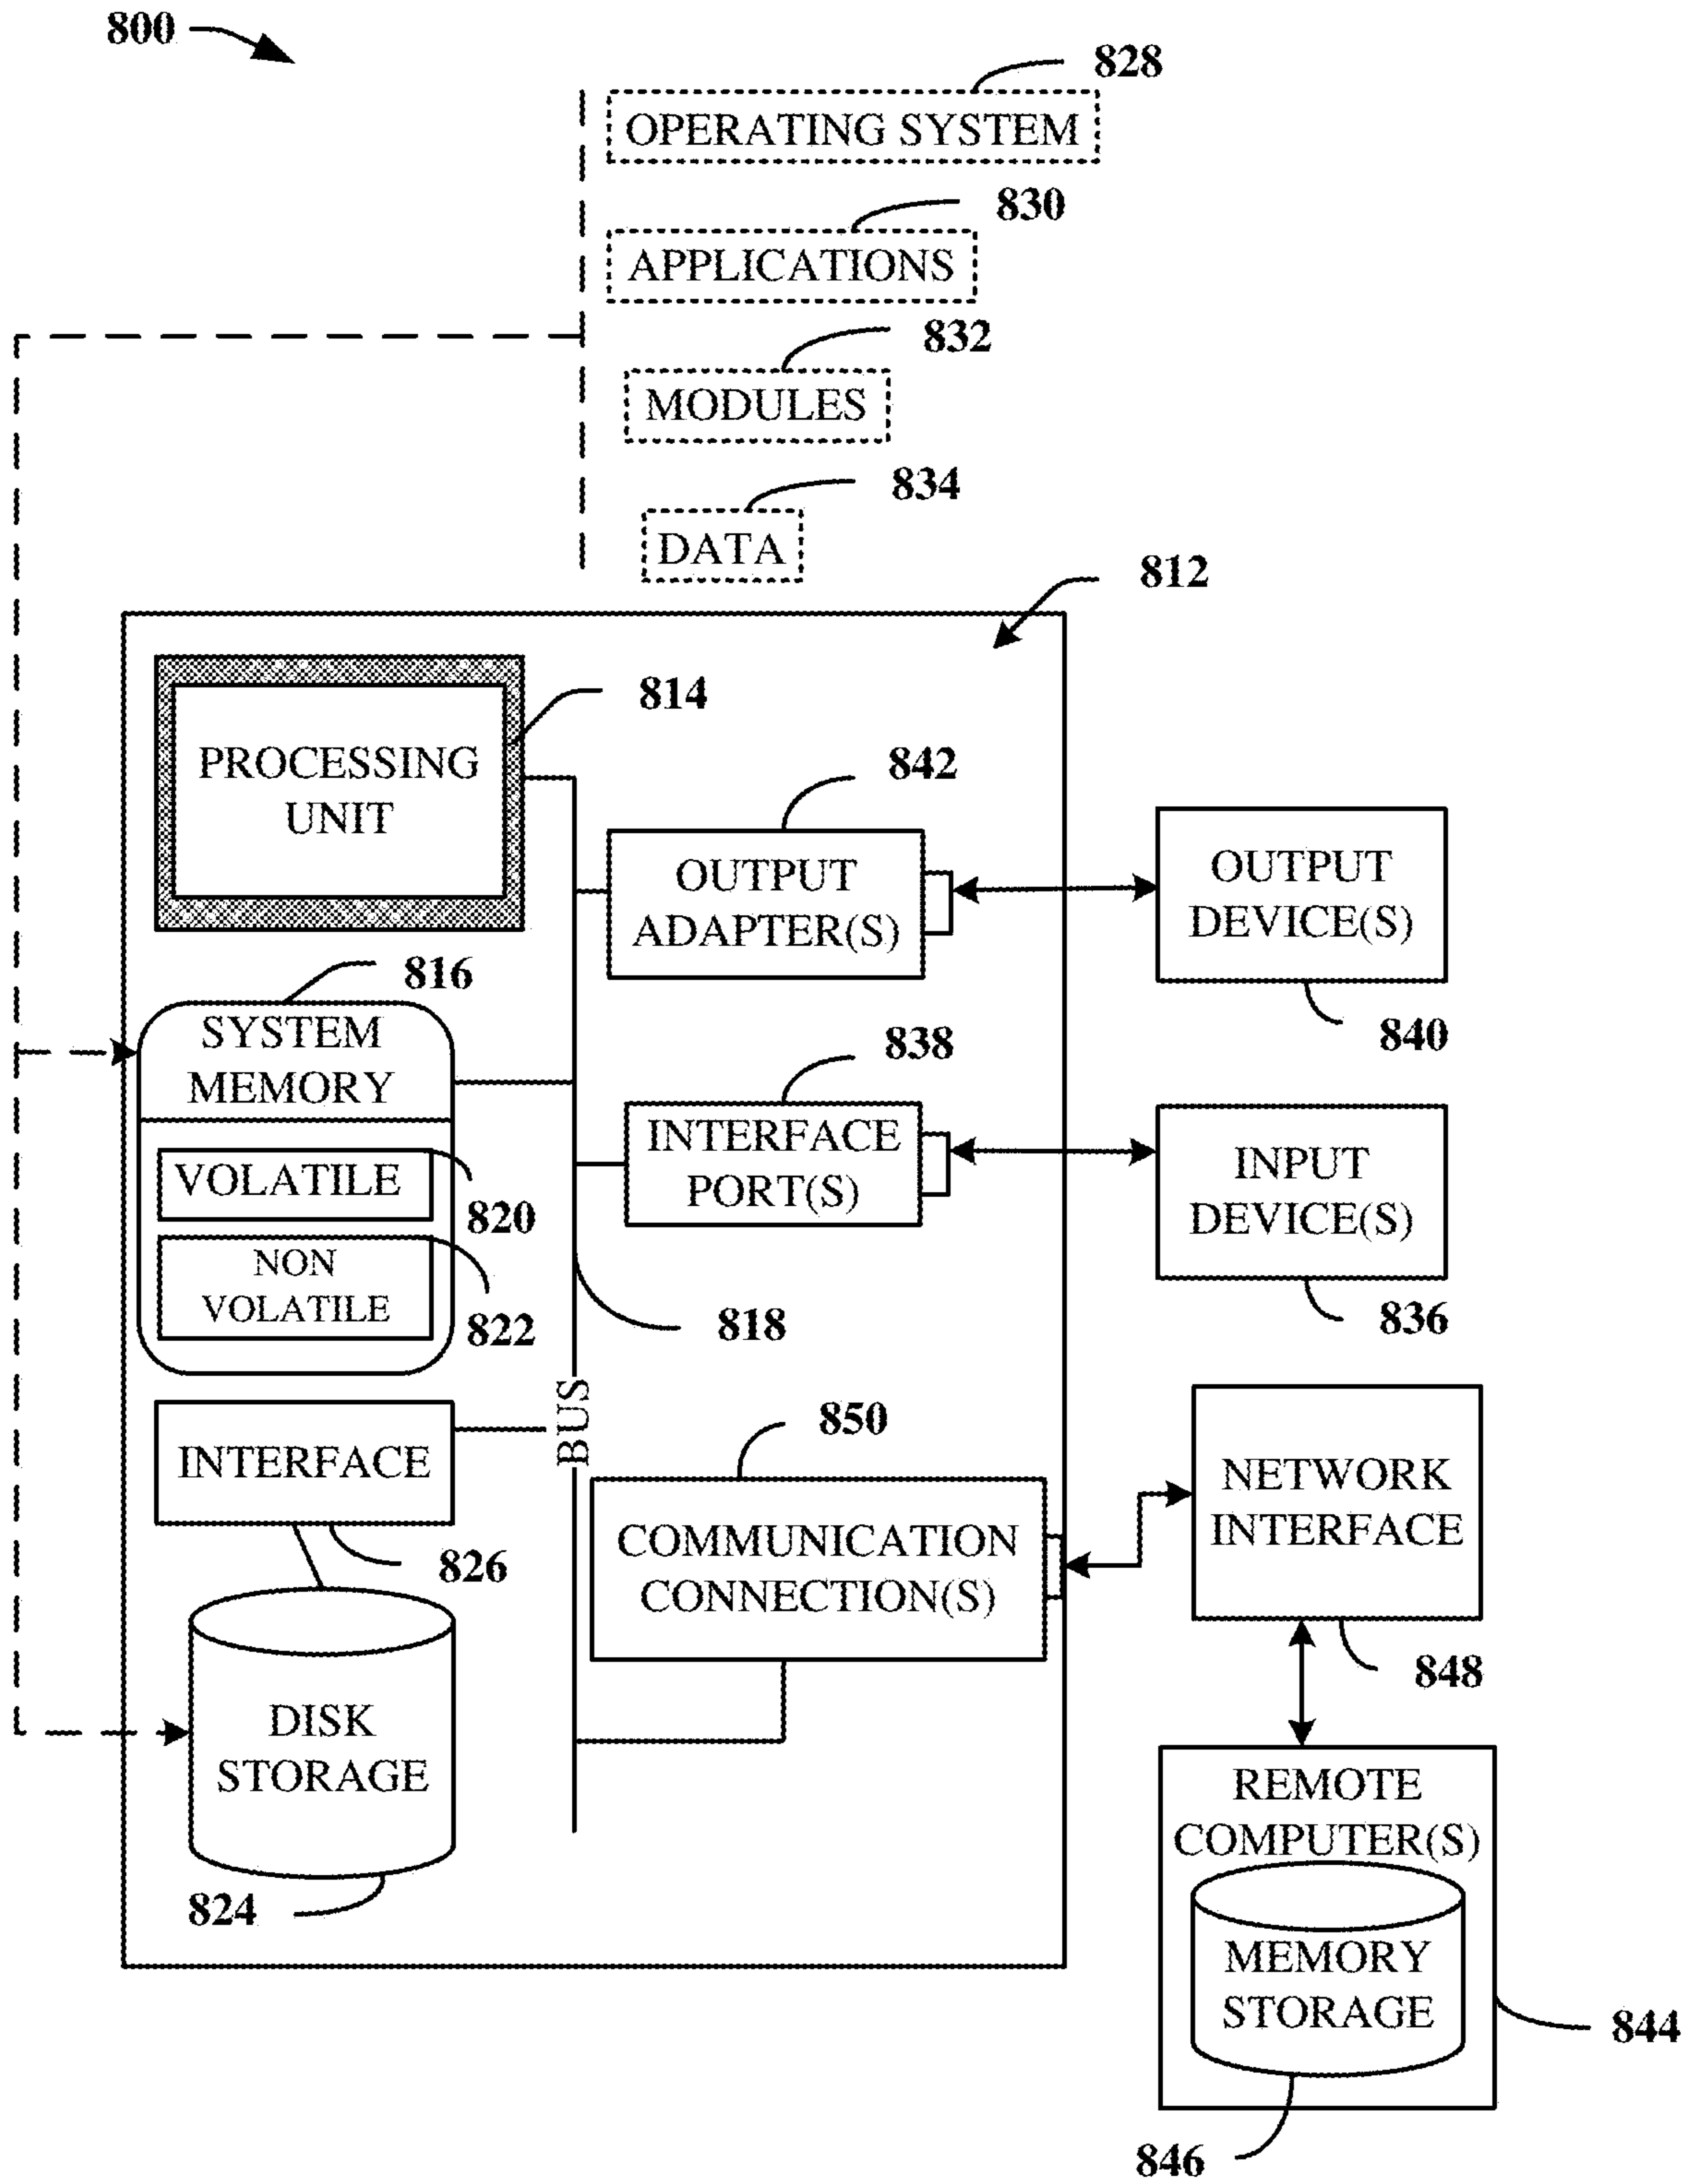 800
828
OPERATING SYSTEM
830
APPLICATIONS
832
MODULES
834
DATA
812
814
PROCESSING
UNIT
842
OUTPUT
ADAPTER(S)
OUTPUT
DEVICE(S)
840
816
SYSTEM
MEMORY
VOLATILE
820
NON
VOLATILE
822
838
INTERFACE
PORT(S)
INPUT
DEVICE(S)
836
818
BUS
INTERFACE
826
850
COMMUNICATION
CONNECTION(S)
NETWORK
INTERFACE
848
DISK
STORAGE
824
REMOTE
COMPUTER(S)
MEMORY
STORAGE
844
846